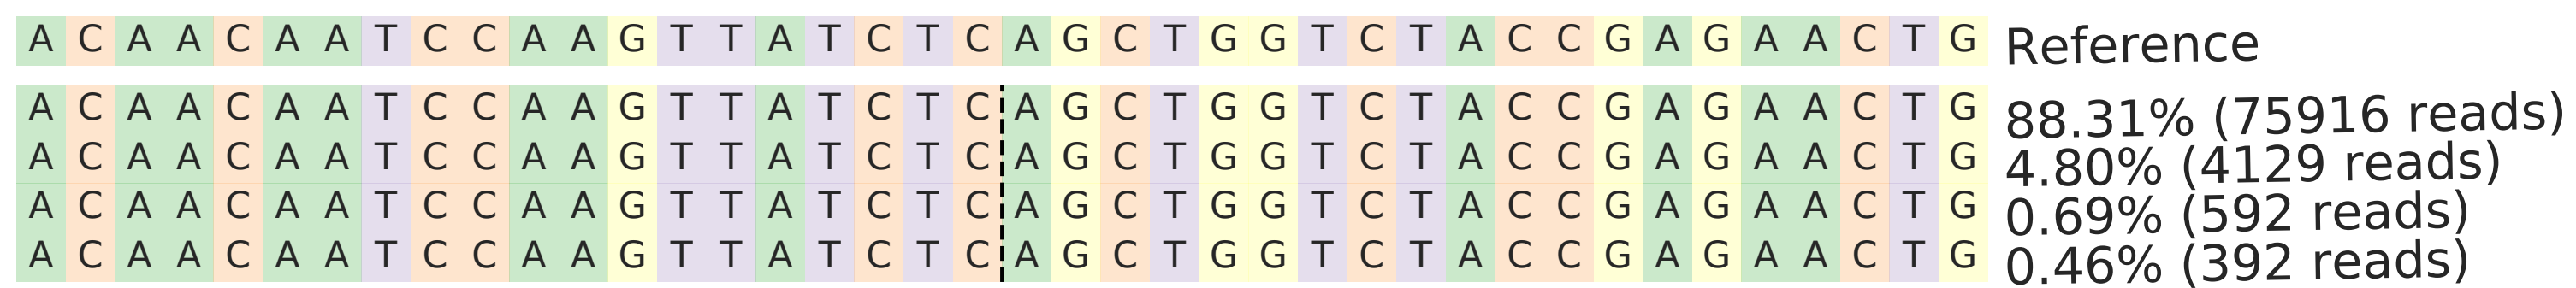 A C A A C A A T C C A A G T T A T C T C A G C T G G T C T A C C G A G A A C T G Reference
A C A A C A A T C C A A G T T A T C T C A G C T G G T C T A C C G A G A A C T G 88.31% (75916 reads)
A C A A C A A T C C A A G T T A T C T C A G C T G G T C T A C C G A G A A C T G 4.80% (4129 reads)
A C A A C A A T C C A A G T T A T C T C A G C T G G T C T A C C G A G A A C T G 0.69% (592 reads)
A C A A C A A T C C A A G T T A T C T C A G C T G G T C T A C C G A G A A C T G 0.46% (392 reads)